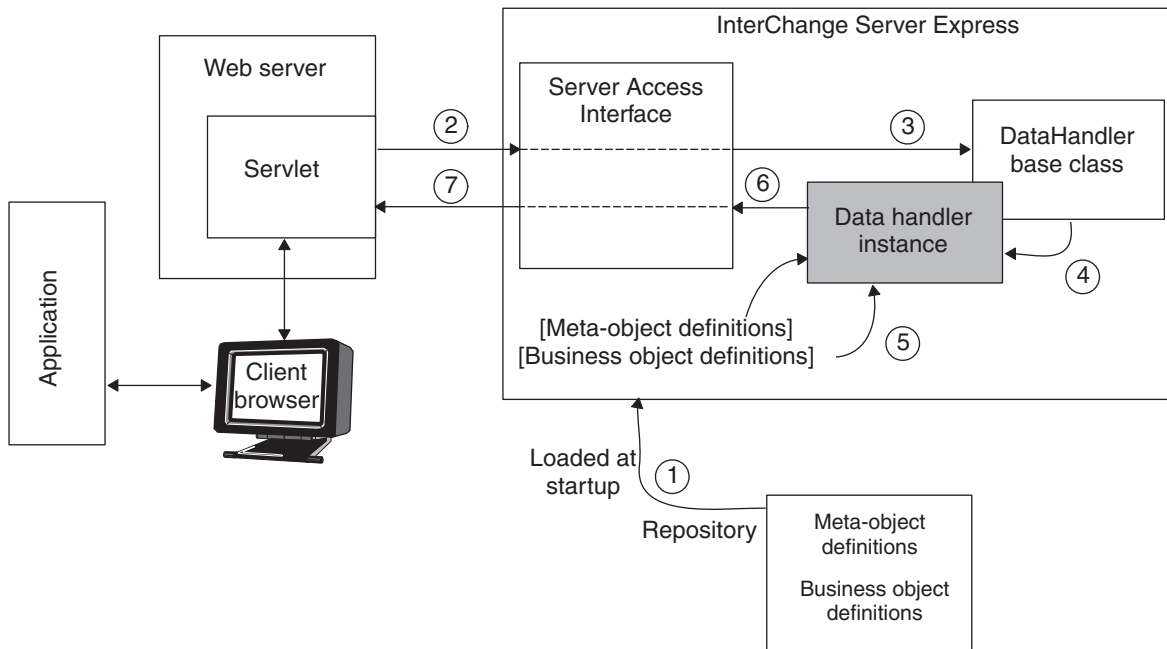 InterChange Server Express
Web server
Server Access
Interface
2
3
DataHandler
base class
Servlet
7
6
Data handler
instance
4
Application
[Meta-object definitions]
[Business object definitions]
5
Client
browser
Loaded at
startup
1
Repository
Meta-object
definitions
Business object
definitions